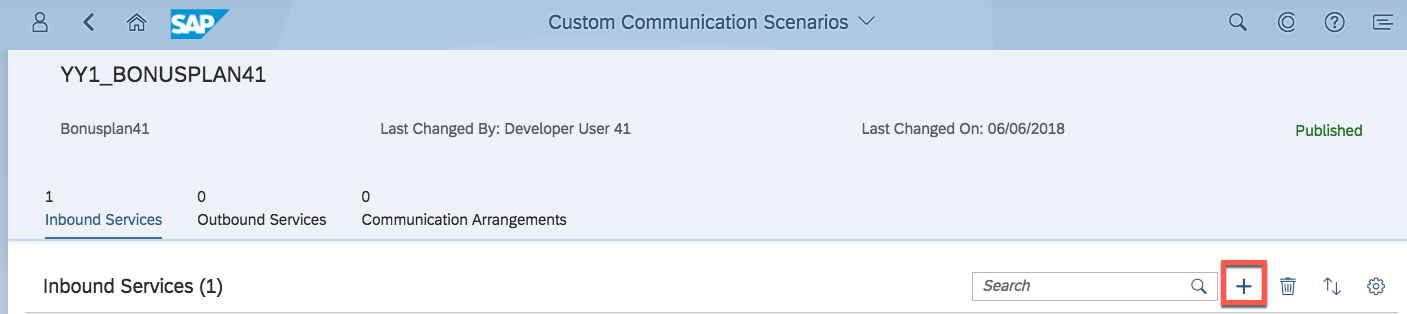 SAP Custom Communication Scenarios
YY1_BONUSPLAN41
Bonusplan41 Last Changed By: Developer User 41 Last Changed On: 06/06/2018 Published
1 0 0
Inbound Services Outbound Services Communication Arrangements
Inbound Services (1) Search